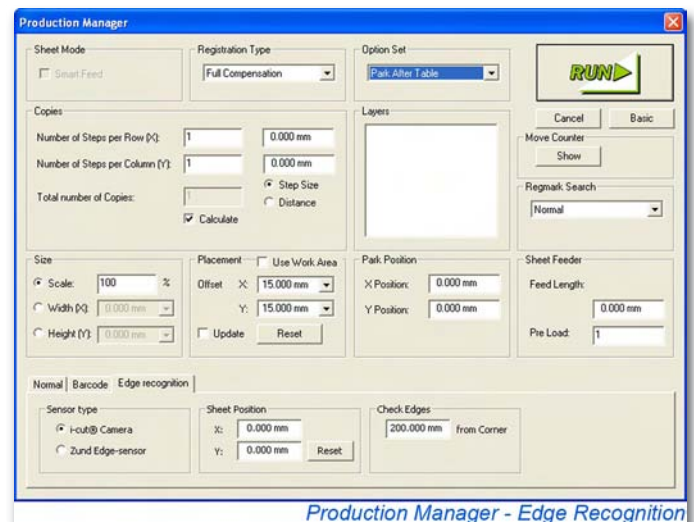 Production Manager
Sheet Mode
Smart Feed
Registration Type
Full Compensation
Option Set
Park After Table
RUN
Cancel
Basic
Copies
Number of Steps per Row (X):
1
0.000 mm
Number of Steps per Column (Y):
1
0.000 mm
Total number of Copies:
1
Step Size
Distance
Calculate
Layers
Move Counter
Show
Regmark Search
Normal
Size
Scale:
100
%
Width (X):
0.000 mm
Height (Y):
0.000 mm
Placement
Use Work Area
Offset X:
15.000 mm
Y:
15.000 mm
Update
Reset
Park Position
X Position:
0.000 mm
Y Position:
0.000 mm
Sheet Feeder
Feed Length:
0.000 mm
Pre Load:
1
Normal
Barcode
Edge recognition
Sensor type
i-cut® Camera
Zund Edge-sensor
Sheet Position
X:
0.000 mm
Y:
0.000 mm
Reset
Check Edges
200.000 mm from Corner
Production Manager - Edge Recognition